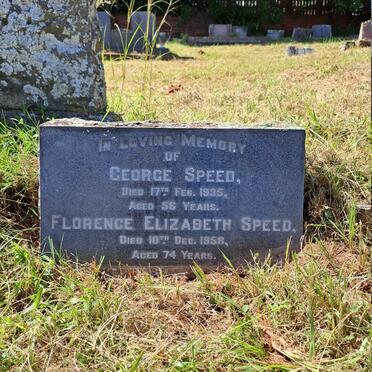 In Loving Memory
of
George Speed,
Died 17th Feb. 1935,
Aged 56 Years.
Florence Elizabeth Speed,
Died 10th Dec. 1958,
Aged 74 Years.